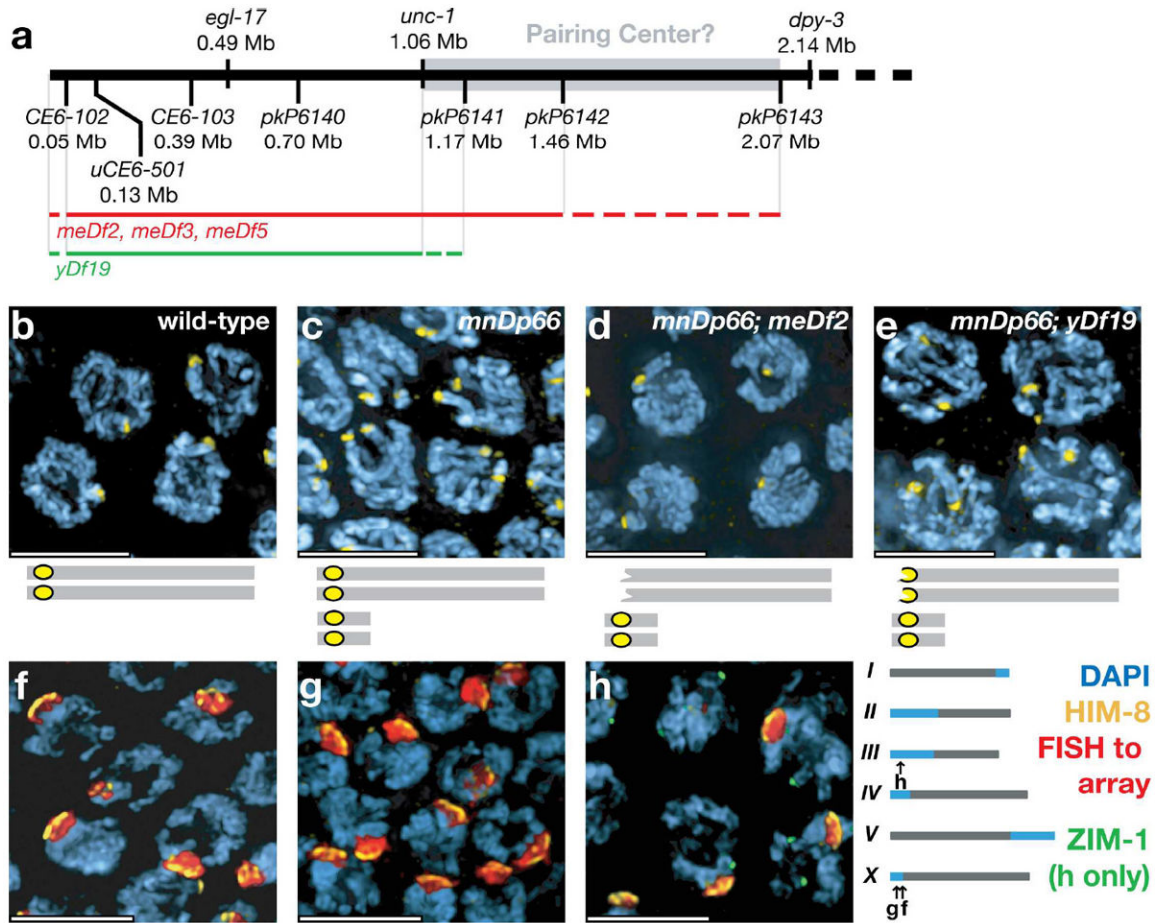 a
egl-17
0.49 Mb
unc-1
1.06 Mb
Pairing Center?
dpy-3
2.14 Mb
CE6-102
0.05 Mb
uCE6-501
0.13 Mb
CE6-103
0.39 Mb
pkP6140
0.70 Mb
pkP6141
1.17 Mb
pkP6142
1.46 Mb
pkP6143
2.07 Mb
meDf2, meDf3, meDf5
yDf19
b wild-type
c mnDp66
d mnDp66; meDf2
e mnDp66; yDf19
f
g
h
I
II
III
h
IV
V
X
g f
DAPI
HIM-8
FISH to
array
ZIM-1
(h only)